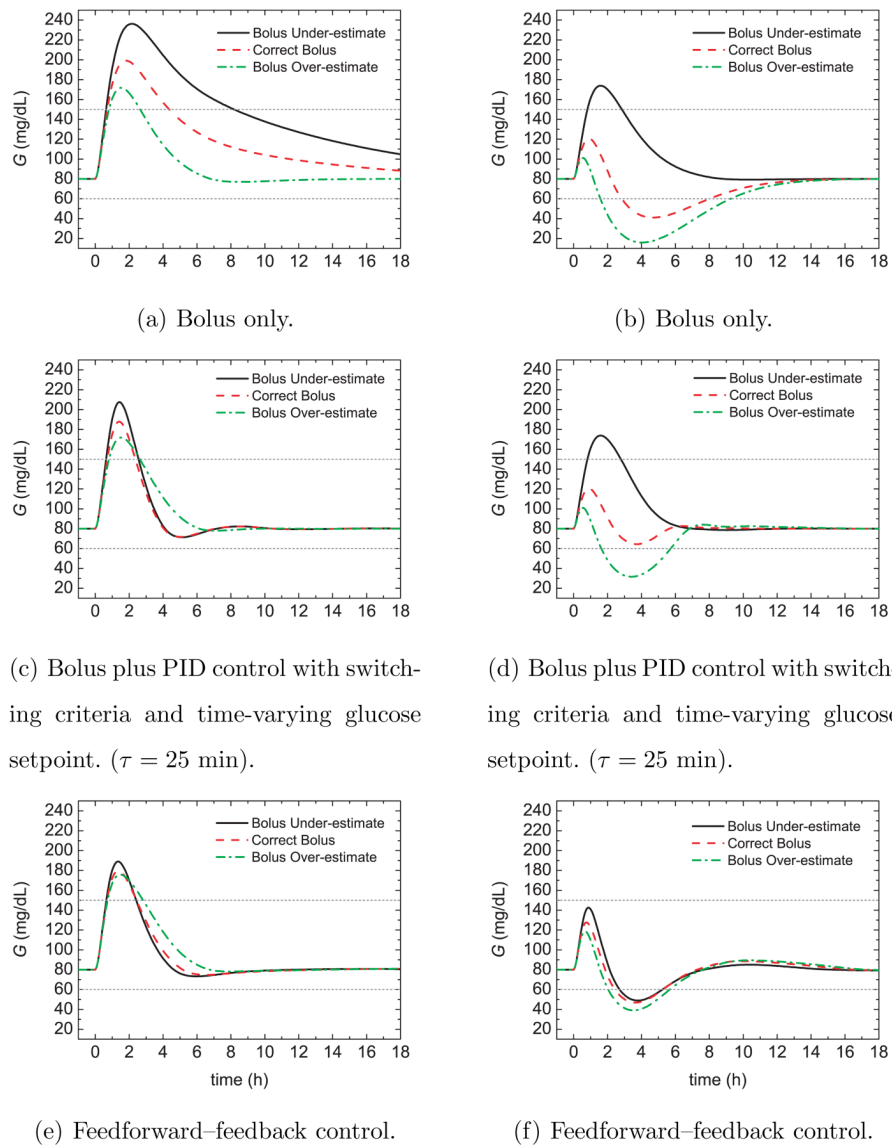 240
220
200
180
160
140
120
100
80
60
40
20
G (mg/dL)
Bolus Under-estimate
Correct Bolus
Bolus Over-estimate
0 2 4 6 8 10 12 14 16 18
(a) Bolus only.
240
220
200
180
160
140
120
100
80
60
40
20
G (mg/dL)
Bolus Under-estimate
Correct Bolus
Bolus Over-estimate
0 2 4 6 8 10 12 14 16 18
(b) Bolus only.
240
220
200
180
160
140
120
100
80
60
40
20
G (mg/dL)
Bolus Under-estimate
Correct Bolus
Bolus Over-estimate
0 2 4 6 8 10 12 14 16 18
(c) Bolus plus PID control with switch-
ing criteria and time-varying glucose
setpoint. (τ = 25 min).
240
220
200
180
160
140
120
100
80
60
40
20
G (mg/dL)
Bolus Under-estimate
Correct Bolus
Bolus Over-estimate
0 2 4 6 8 10 12 14 16 18
(d) Bolus plus PID control with switch-
ing criteria and time-varying glucose
setpoint. (τ = 25 min).
240
220
200
180
160
140
120
100
80
60
40
20
G (mg/dL)
Bolus Under-estimate
Correct Bolus
Bolus Over-estimate
0 2 4 6 8 10 12 14 16 18
time (h)
(e) Feedforward–feedback control.
240
220
200
180
160
140
120
100
80
60
40
20
G (mg/dL)
Bolus Under-estimate
Correct Bolus
Bolus Over-estimate
0 2 4 6 8 10 12 14 16 18
time (h)
(f) Feedforward–feedback control.